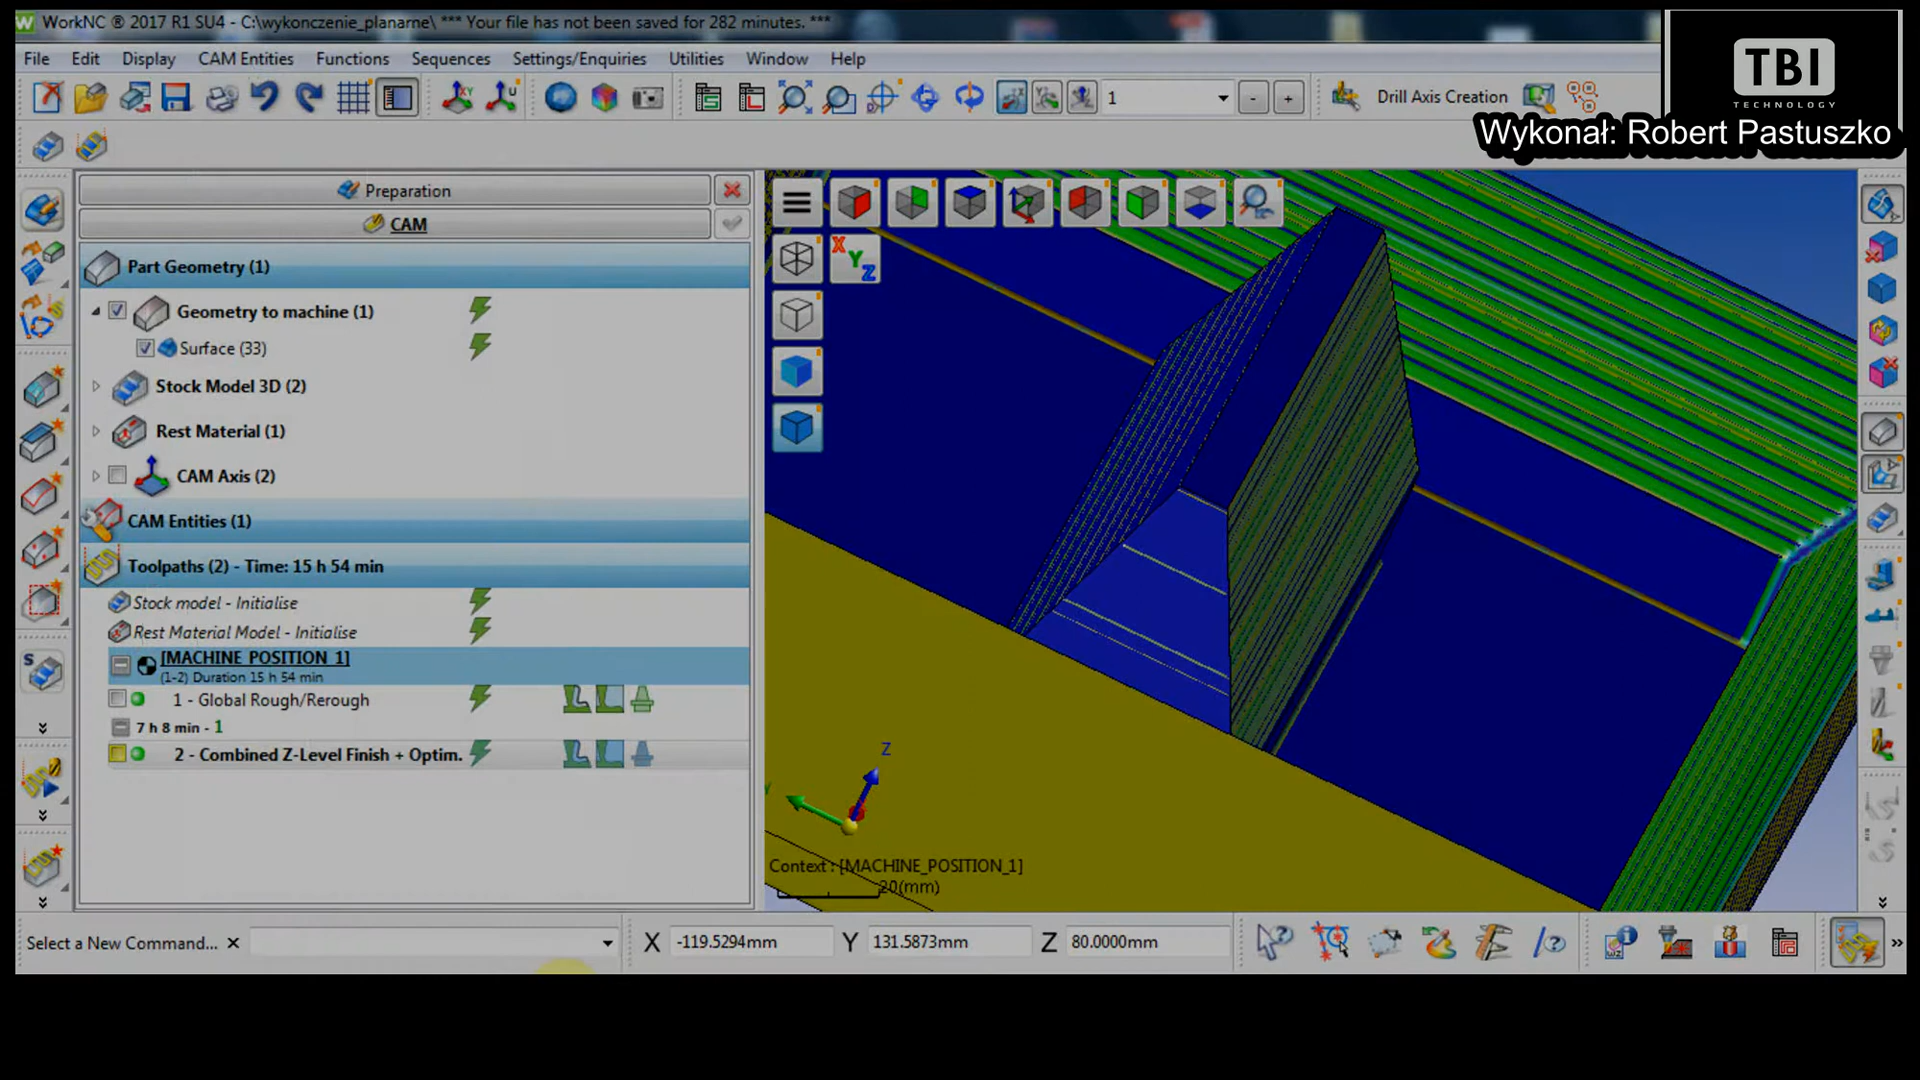 WorkNC ® 2017 R1 SU4 - C:\wykonczenie_planarne\ *** Your file has not been saved for 282 minutes. ***
TBI
TECHNOLOGY
Wykonał: Robert Pastuszko
File Edit Display CAM Entities Functions Sequences Settings/Enquiries Utilities Window Help
XY U 1 - + Drill Axis Creation
Preparation
CAM
Part Geometry (1)
Geometry to machine (1)
Surface (33)
Stock Model 3D (2)
Rest Material (1)
CAM Axis (2)
CAM Entities (1)
Toolpaths (2) - Time: 15 h 54 min
Stock model - Initialise
Rest Material Model - Initialise
[MACHINE_POSITION_1]
(1-2) Duration 15 h 54 min
1 - Global Rough/Rerough
7 h 8 min - 1
2 - Combined Z-Level Finish + Optim.
X Y Z
Z
Context : [MACHINE_POSITION_1]
20(mm)
Select a New Command...
X -119.5294mm Y 131.5873mm Z 80.0000mm